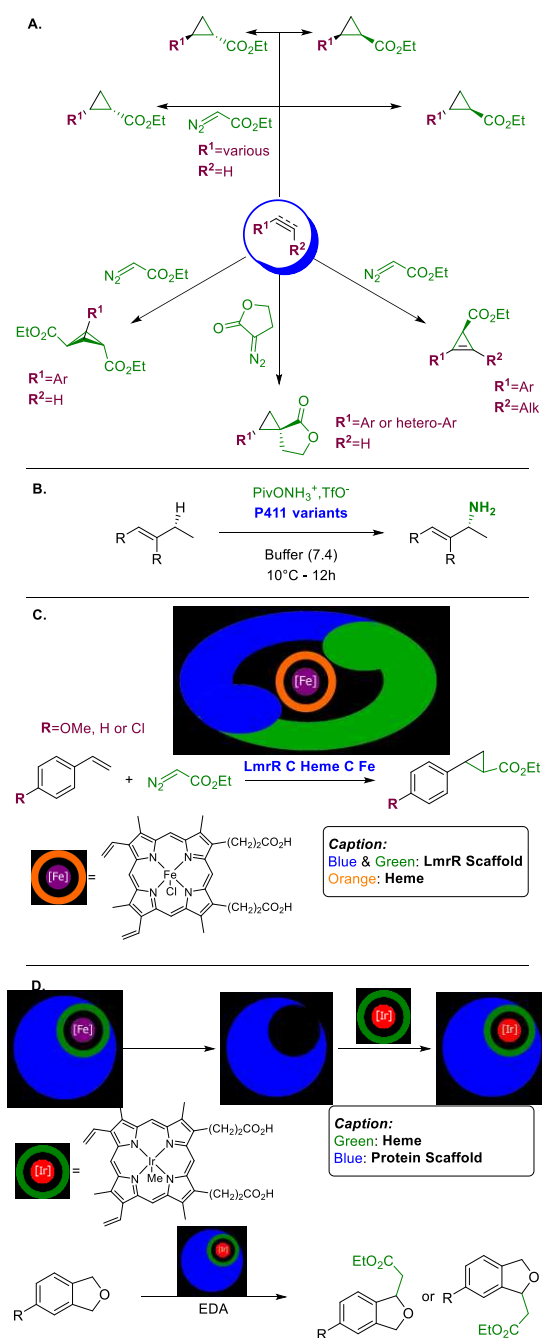 A.
R¹ CO₂Et R¹ CO₂Et
R¹ CO₂Et N₂ CO₂Et R¹ CO₂Et
R¹=various
R²=H
R¹ R²
N₂ CO₂Et
O O N₂
N₂ CO₂Et
EtO₂C R¹ CO₂Et
R¹=Ar
R²=H
R¹ O O
R¹=Ar or hetero-Ar
R²=H
CO₂Et
R¹ R²
R¹=Ar
R²=Alk
B.
H
R R
PivONH₃⁺,TfO⁻
P411 variants
Buffer (7.4)
10°C - 12h
NH₂
R R
C.
[Fe]
R=OMe, H or Cl
R + N₂ CO₂Et
LmrR C Heme C Fe
R CO₂Et
[Fe] =
N N N N Fe Cl
(CH₂)₂CO₂H
(CH₂)₂CO₂H
Caption:
Blue & Green: LmrR Scaffold
Orange: Heme
D.
[Fe] [Ir] [Ir]
[Ir] =
N N N N Ir Me
(CH₂)₂CO₂H
(CH₂)₂CO₂H
Caption:
Green: Heme
Blue: Protein Scaffold
R O
[Ir]
EDA
EtO₂C
R O
or
R O
EtO₂C